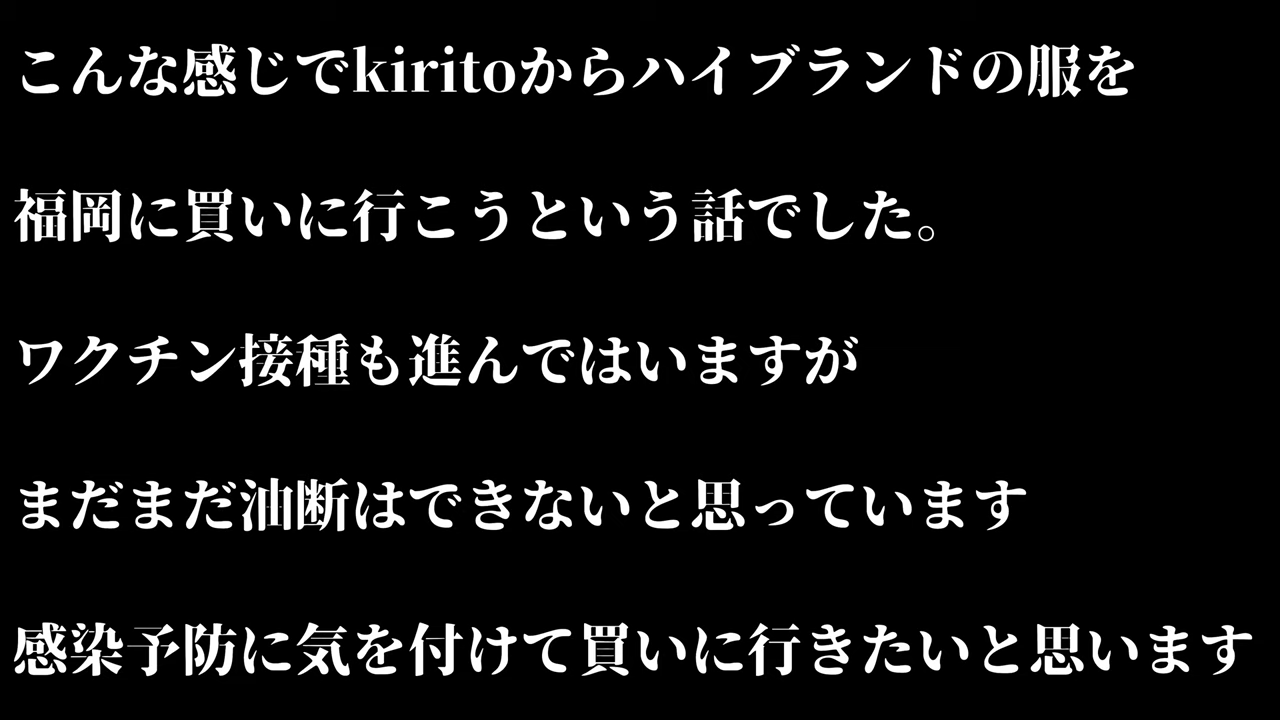 こんな感じでkiritoからハイブランドの服を
福岡に買いに行こうという話でした。
ワクチン接種も進んではいますが
まだまだ油断はできないと思っています
感染予防に気を付けて買いに行きたいと思います